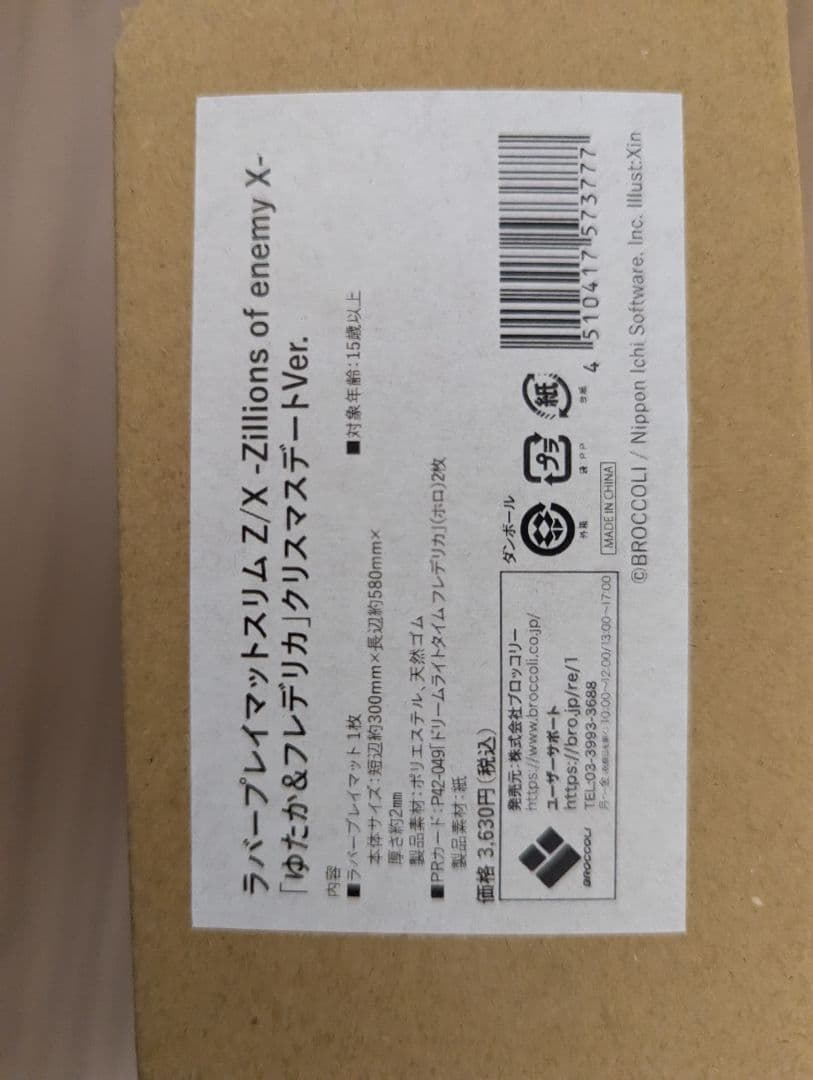 ラバープレイマットスリム Z/X -Zillions of enemy X-
「ゆたか&フレデリカ」クリスマスデートVer.
内容
■ラバープレイマット1枚
■対象年齢:15歳以上
本体サイズ:短辺約300mm×長辺約580mm×
厚さ約2mm
製品素材:ポリエステル、天然ゴム
■PRカード:P42-049「ドリームライトタイム フレデリカ」(ホロ)2枚
製品素材:紙
価格 3,630円(税込)
BROCCOLI
発売元:株式会社ブロッコリー
https://www.broccoli.co.jp/
ユーザーサポート
https://bro.jp/re/1
TEL:03-3993-3688
10:00~12:00/13:00~17:00
ダンボール
外箱
プラ
袋 PP
紙
台紙
MADE IN CHINA
4 510417 573777
©BROCCOLI / Nippon Ichi Software, Inc. Illust:Xin